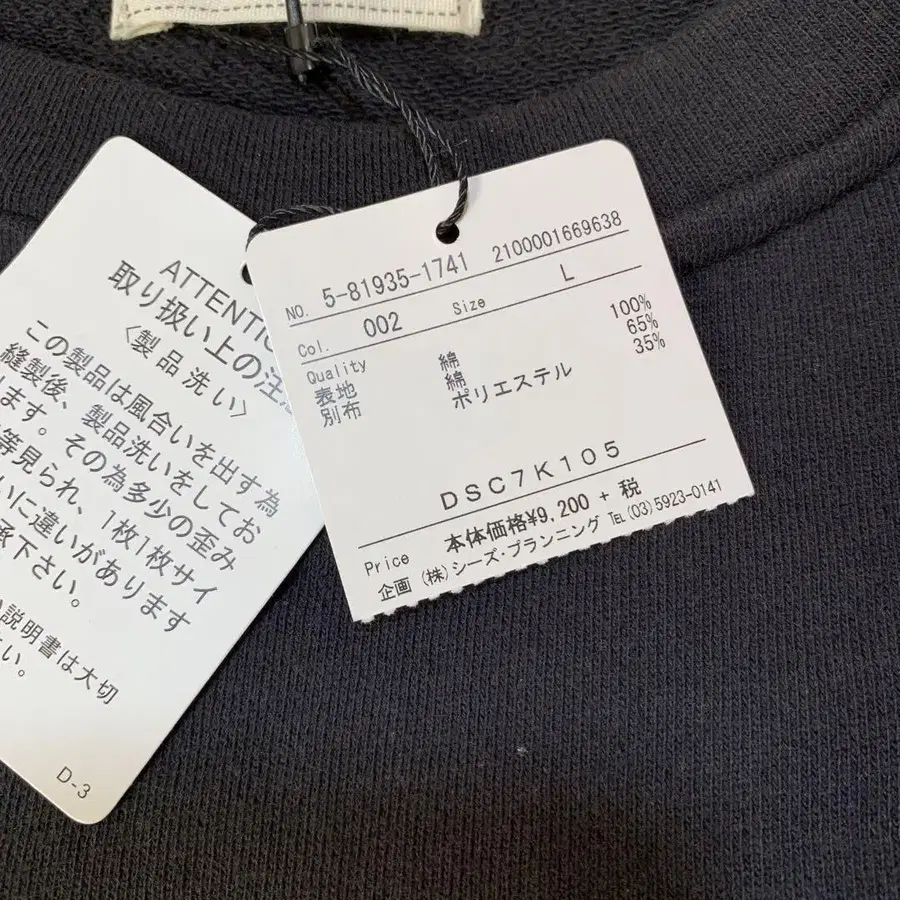 ATTENTIO
取り扱い上の注
〈製品洗い〉
この製品は風合いを出す為
縫製後、製品洗いをしてお
ます。その為多少の歪み
等見られ、1枚1枚サイ
に違いがあります
承下さい。
説明書は大切
さい。
D-3
NO. 5-81935-1741 2100001669638
Col. 002 Size L
Quality
表地 綿 100%
別布 綿 65%
ポリエステル 35%
DSC7K105
Price 本体価格¥9,200 + 税
企画 (株)シーズ・プランニング TEL(03)5923-0141